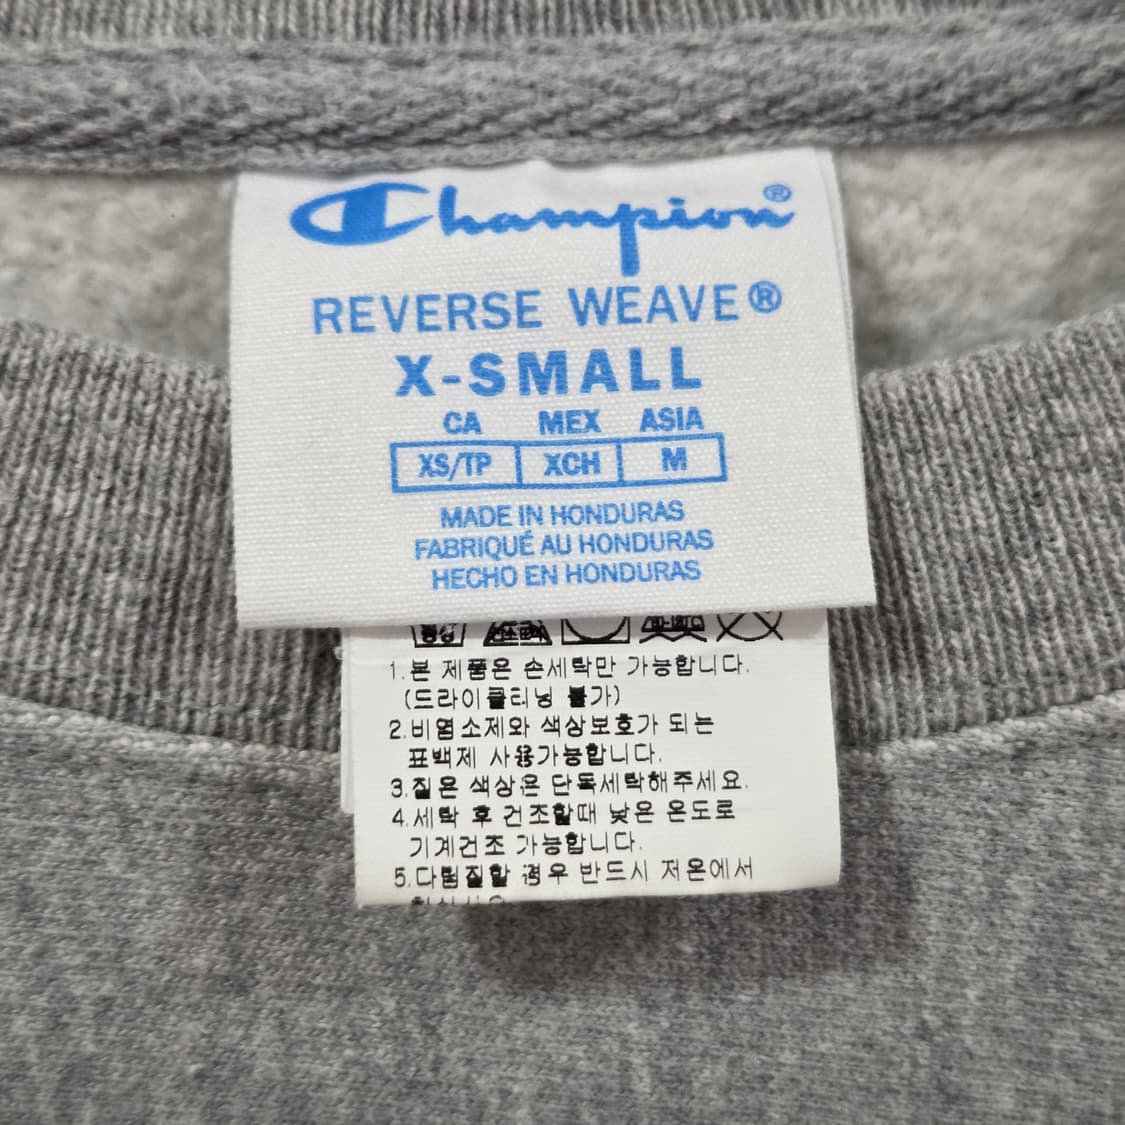 Champion®
REVERSE WEAVE®
X-SMALL
CA MEX ASIA
XS/TP XCH M
MADE IN HONDURAS
FABRIQUÉ AU HONDURAS
HECHO EN HONDURAS
1.본 제품은 손세탁만 가능합니다.
(드라이클리닝 불가)
2.비염소제와 색상보호가 되는
표백제 사용가능합니다.
3.짙은 색상은 단독세탁해주세요.
4.세탁 후 건조할때 낮은 온도로
기계건조 가능합니다.
5.다림질할 경우 반드시 저온에서